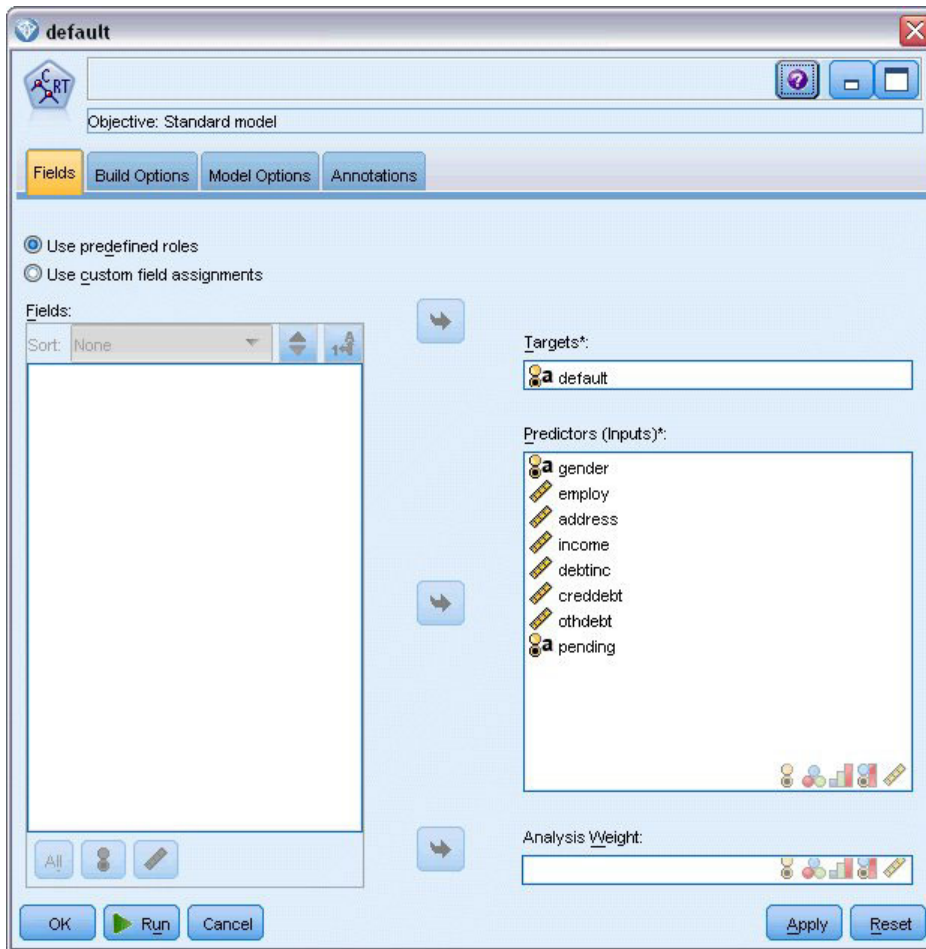 default
C RT
Objective: Standard model
Fields Build Options Model Options Annotations
Use predefined roles
Use custom field assignments
Fields:
Sort: None
Targets*:
a default
Predictors (Inputs)*:
a gender
employ
address
income
debtinc
creddebt
othdebt
a pending
All
Analysis Weight:
OK Run Cancel Apply Reset